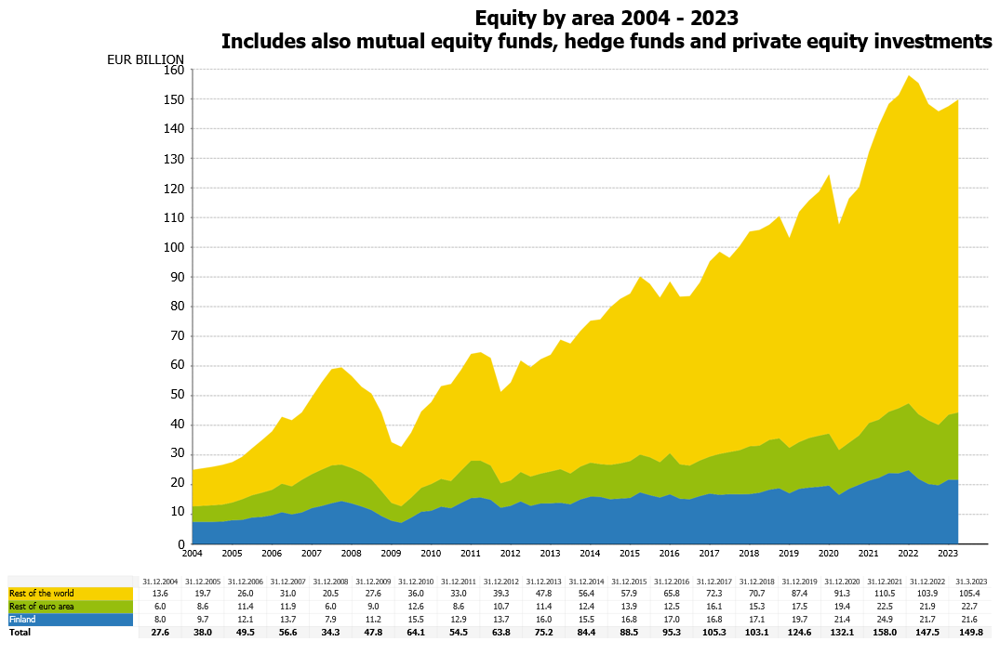 Equity by area 2004 - 2023
Includes also mutual equity funds, hedge funds and private equity investments
EUR BILLION
160
150
140
130
120
110
100
90
80
70
60
50
40
30
20
10
0
2004 2005 2006 2007 2008 2009 2010 2011 2012 2013 2014 2015 2016 2017 2018 2019 2020 2021 2022 2023
31.12.2004 31.12.2005 31.12.2006 31.12.2007 31.12.2008 31.12.2009 31.12.2010 31.12.2011 31.12.2012 31.12.2013 31.12.2014 31.12.2015 31.12.2016 31.12.2017 31.12.2018 31.12.2019 31.12.2020 31.12.2021 31.12.2022 31.3.2023
Rest of the world 13.6 19.7 26.0 31.0 20.5 27.6 36.0 33.0 39.3 47.8 56.4 57.9 65.8 72.3 70.7 87.4 91.3 110.5 103.9 105.4
Rest of euro area 6.0 8.6 11.4 11.9 6.0 9.0 12.6 8.6 10.7 11.4 12.4 13.9 12.5 16.1 15.3 17.5 19.4 22.5 21.9 22.7
Finland 8.0 9.7 12.1 13.7 7.9 11.2 15.5 12.9 13.7 16.0 15.5 16.8 17.0 16.8 17.1 19.7 21.4 24.9 21.7 21.6
Total 27.6 38.0 49.5 56.6 34.3 47.8 64.1 54.5 63.8 75.2 84.4 88.5 95.3 105.3 103.1 124.6 132.1 158.0 147.5 149.8